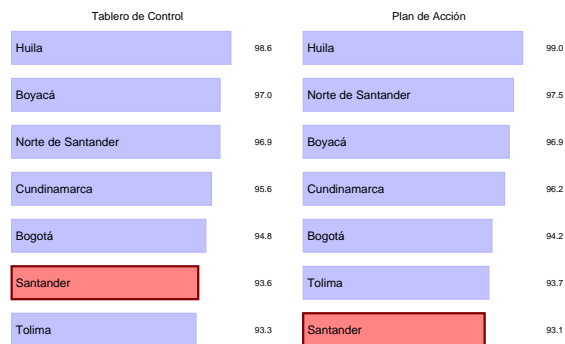 Tablero de Control
Huila 98.6
Boyacá 97.0
Norte de Santander 96.9
Cundinamarca 95.6
Bogotá 94.8
Santander 93.6
Tolima 93.3
Plan de Acción
Huila 99.0
Norte de Santander 97.5
Boyacá 96.9
Cundinamarca 96.2
Bogotá 94.2
Tolima 93.7
Santander 93.1